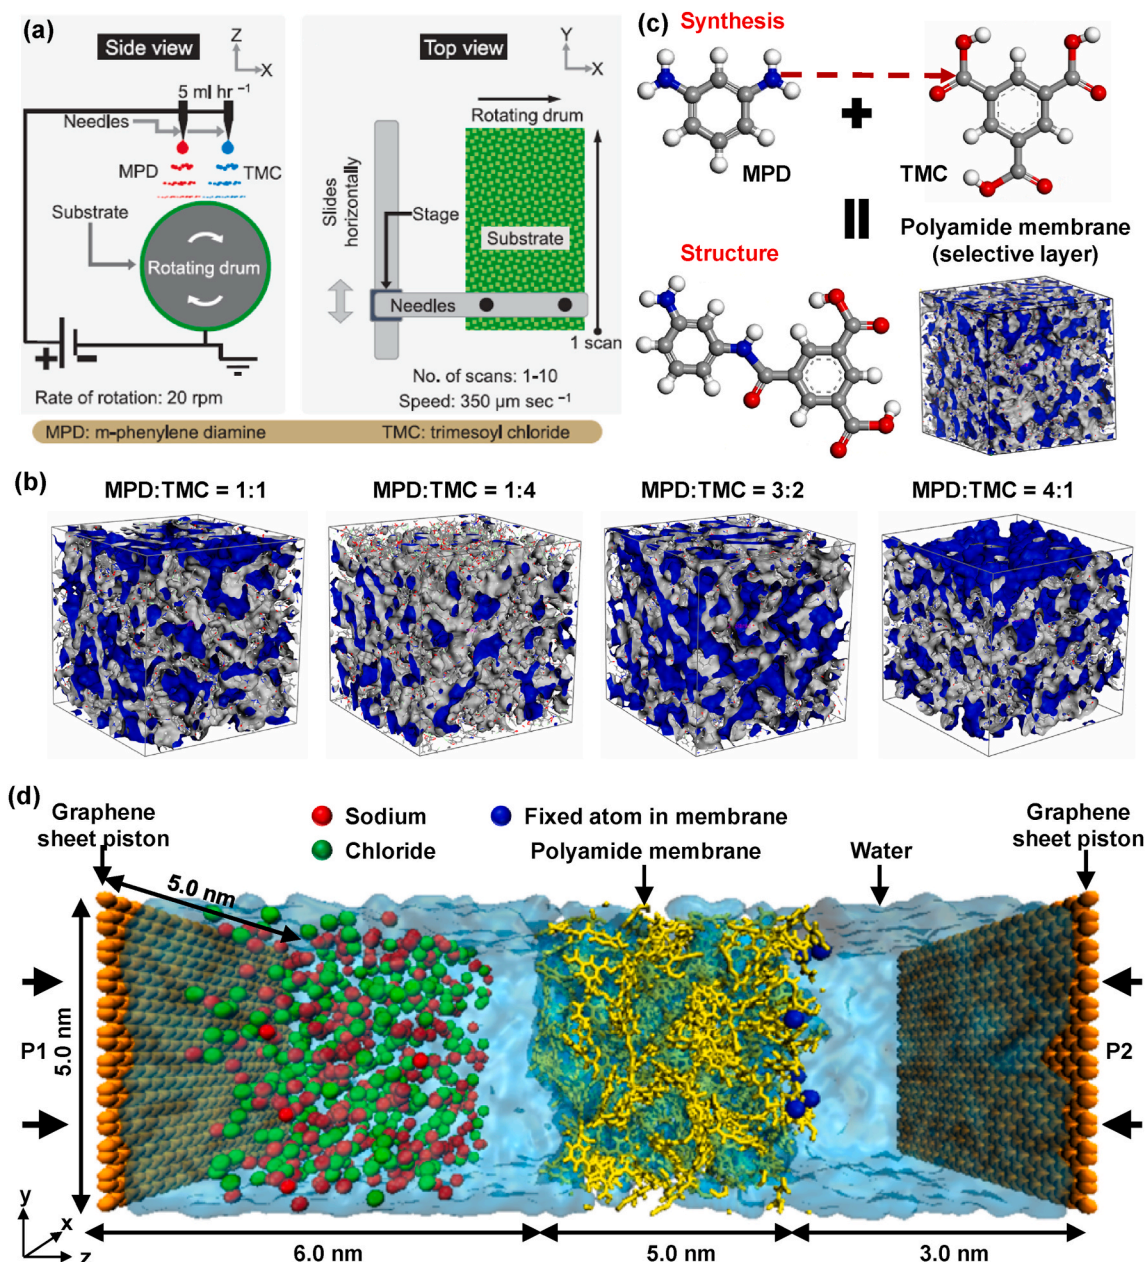 (a)
Side view
Z
X
5 ml hr⁻¹
Needles
MPD
TMC
Substrate
Rotating drum
+
−
Rate of rotation: 20 rpm
Top view
Y
X
Rotating drum
Slides
horizontally
Stage
Substrate
Needles
1 scan
No. of scans: 1-10
Speed: 350 µm sec⁻¹
MPD: m-phenylene diamine
TMC: trimesoyl chloride
(c)
Synthesis
+
MPD
TMC
=
Structure
Polyamide membrane
(selective layer)
(b)
MPD:TMC = 1:1
MPD:TMC = 1:4
MPD:TMC = 3:2
MPD:TMC = 4:1
(d)
Graphene
sheet piston
Sodium
Chloride
Fixed atom in membrane
Polyamide membrane
Water
Graphene
sheet piston
5.0 nm
P1
5.0 nm
P2
y
x
z
6.0 nm
5.0 nm
3.0 nm